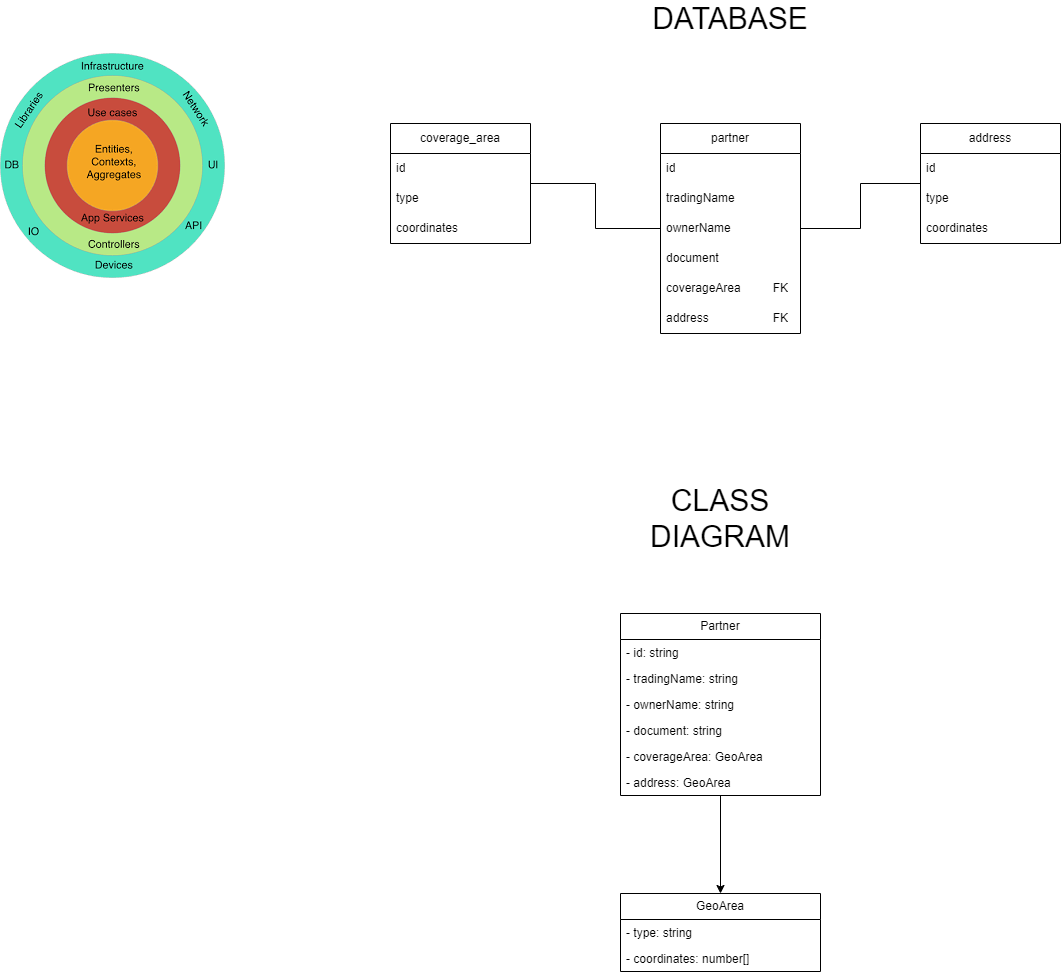 DATABASE
Infrastructure
Presenters
Libraries
Network
Use cases
Entities,
Contexts,
Aggregates
DB
UI
App Services
API
IO
Controllers
Devices
coverage_area
id
type
coordinates
partner
id
tradingName
ownerName
document
coverageArea FK
address FK
address
id
type
coordinates
CLASS
DIAGRAM
Partner
- id: string
- tradingName: string
- ownerName: string
- document: string
- coverageArea: GeoArea
- address: GeoArea
GeoArea
- type: string
- coordinates: number[]